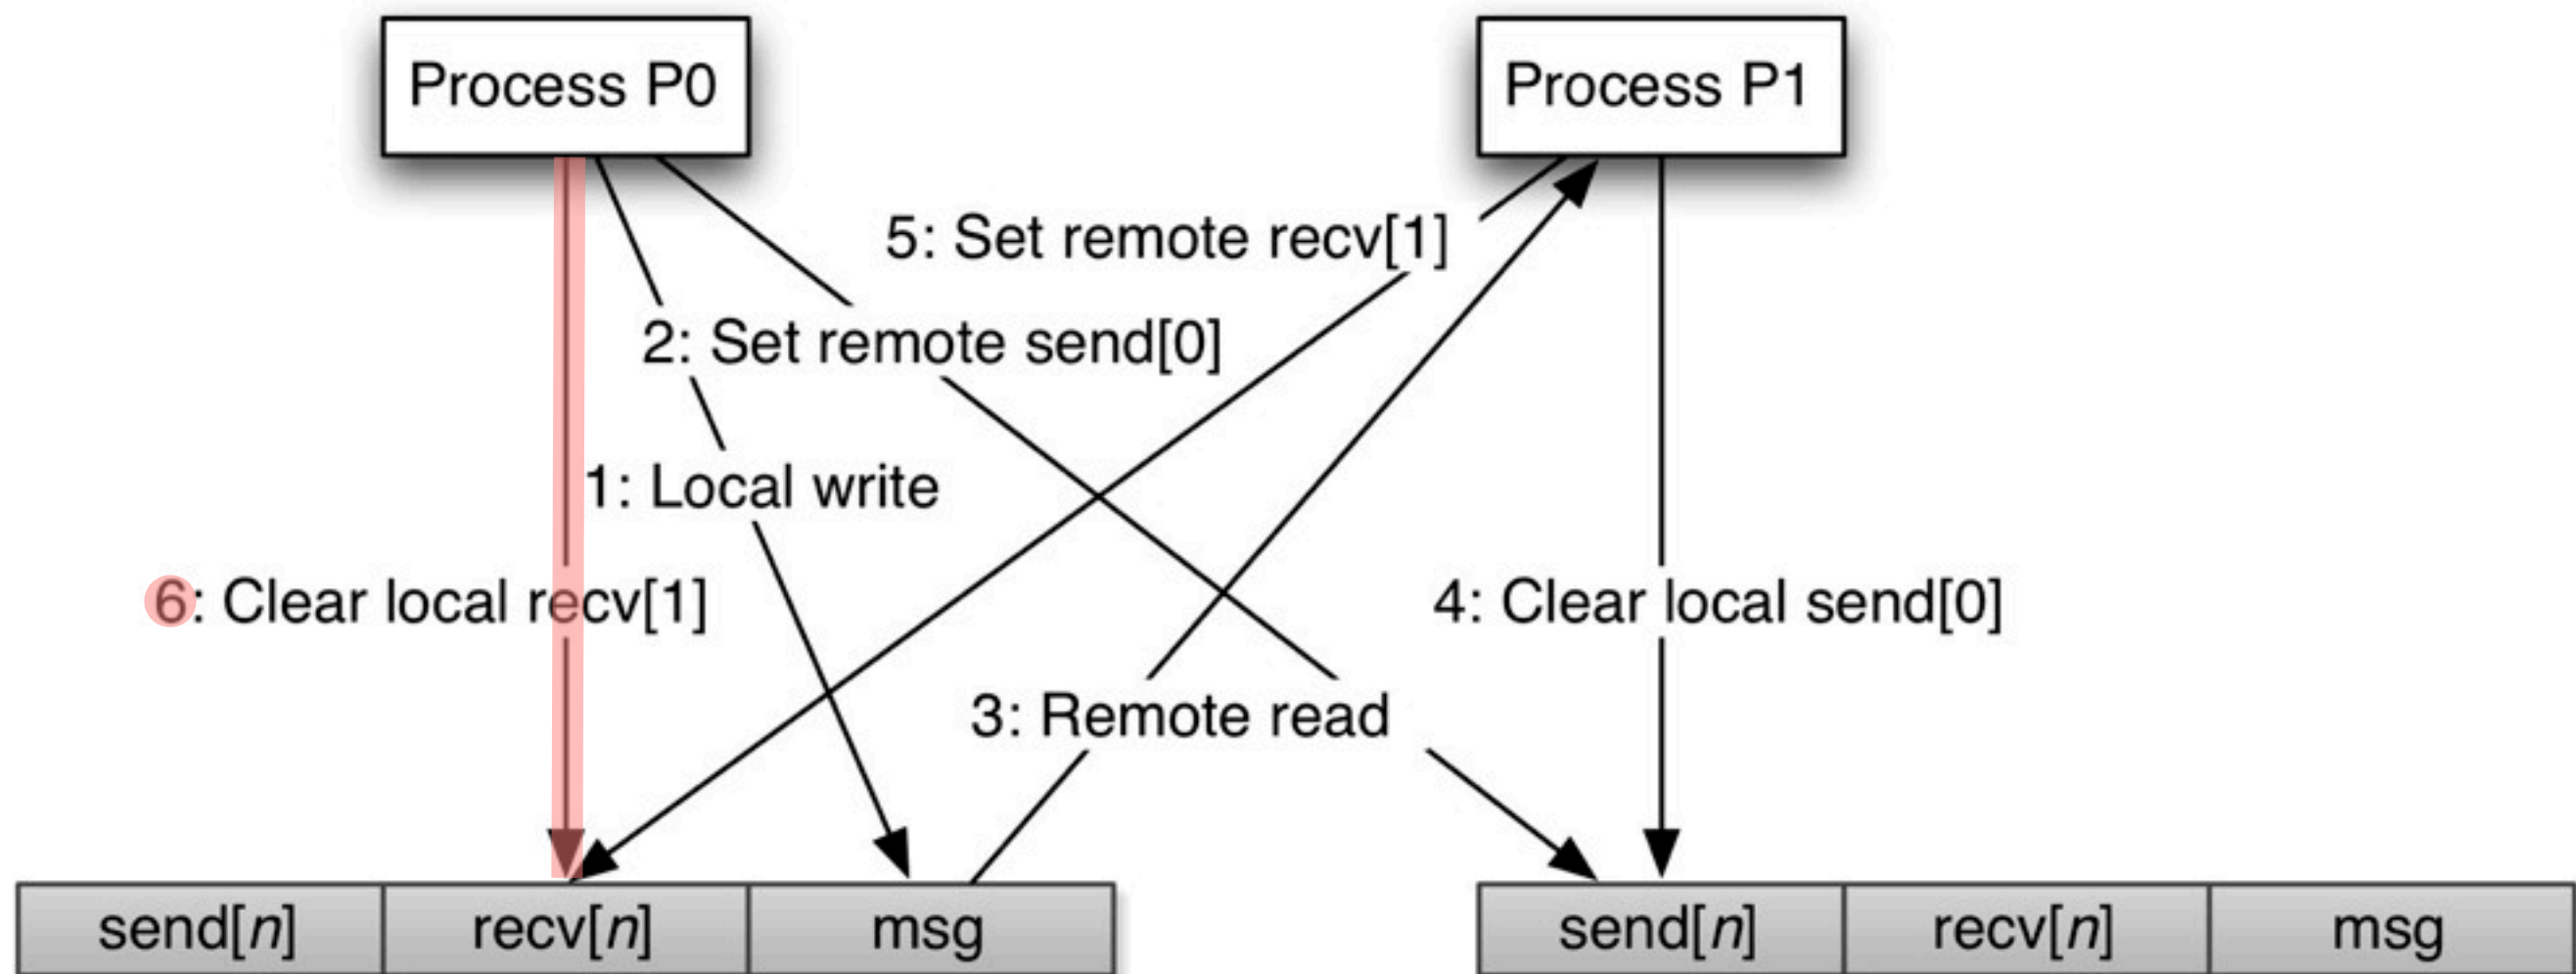 Process P0
Process P1
5: Set remote recv[1]
2: Set remote send[0]
1: Local write
6: Clear local recv[1]
4: Clear local send[0]
3: Remote read
send[n]
recv[n]
msg
send[n]
recv[n]
msg